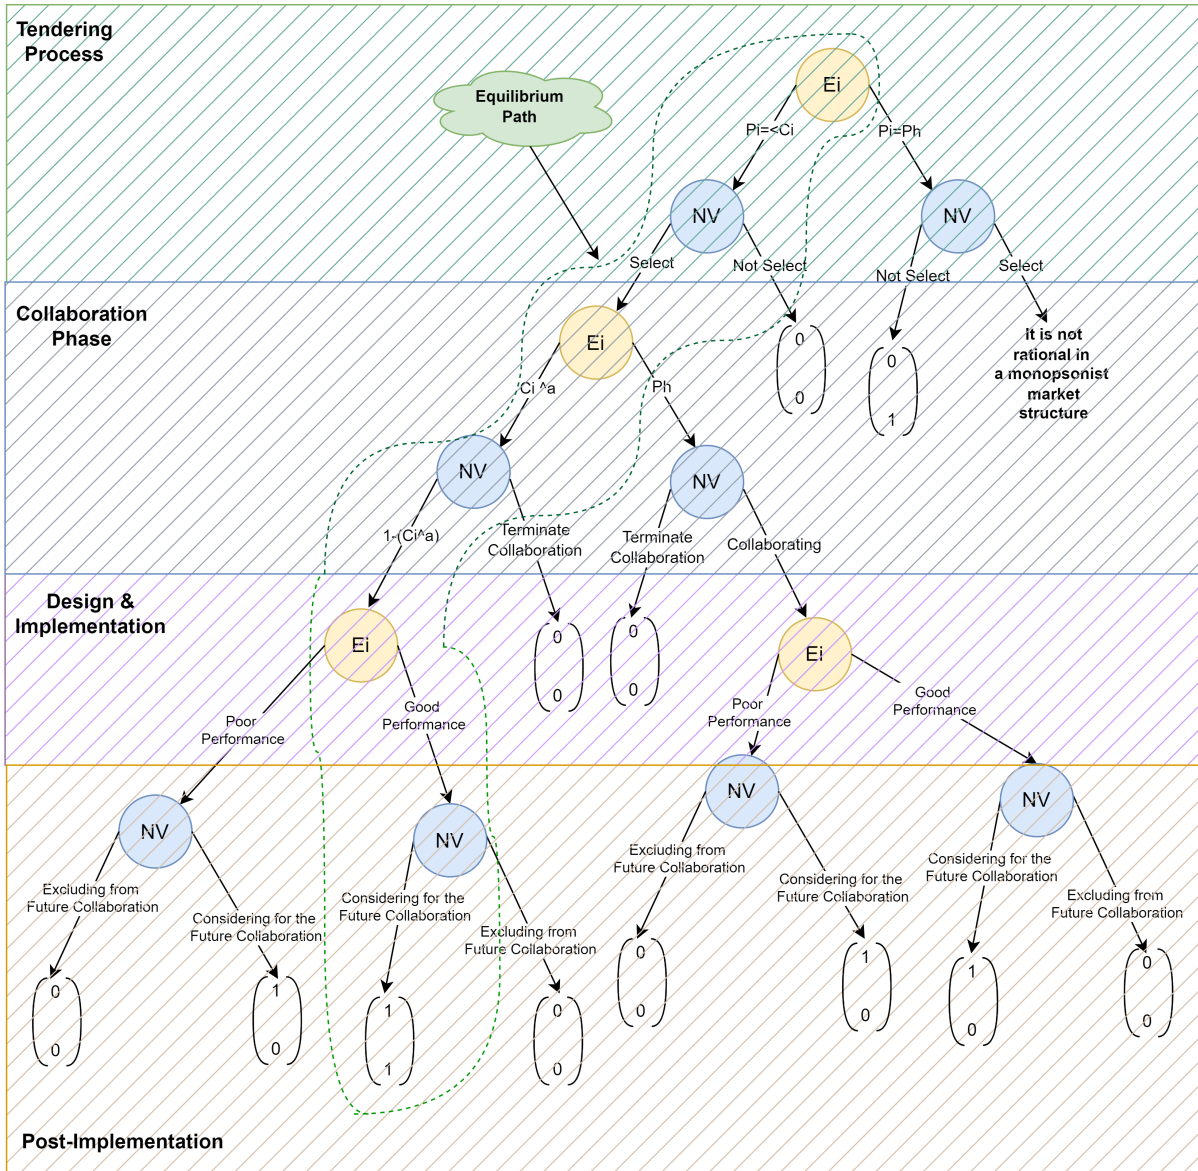 Tendering
Process
Ei
Equilibrium
Path
Pi=<Ci
Pi=Ph
NV
NV
Select
Not Select
Not Select
Select
Collaboration
Phase
Ei
0
0
0
1
It is not
rational in
a monopsonist
market
structure
Ci ^a
Ph
NV
NV
1-(Ci^a)
Terminate
Collaboration
Terminate
Collaboration
Collaborating
Design &
Implementation
Ei
0
0
0
0
Ei
Poor
Performance
Good
Performance
Poor
Performance
Good
Performance
NV
NV
NV
NV
Excluding from
Future Collaboration
Considering for the
Future Collaboration
Considering for the
Future Collaboration
Excluding from
Future Collaboration
Excluding from
Future Collaboration
Considering for the
Future Collaboration
Considering for the
Future Collaboration
Excluding from
Future Collaboration
0
0
1
0
1
1
0
0
0
0
1
0
1
0
0
0
Post-Implementation